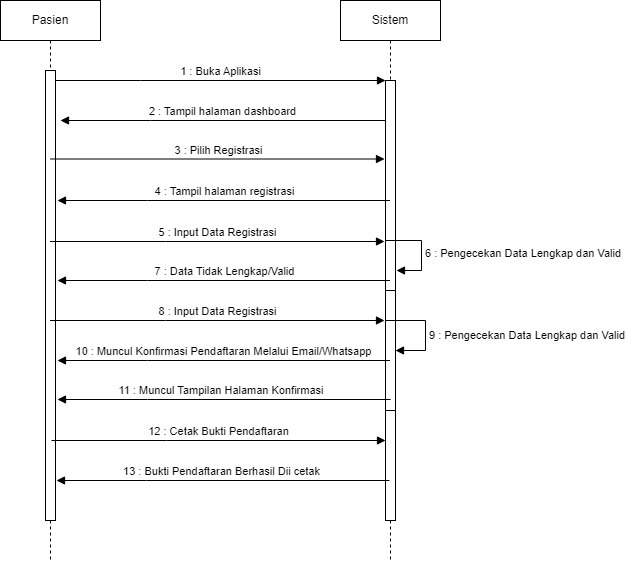 Pasien
Sistem
1 : Buka Aplikasi
2 : Tampil halaman dashboard
3 : Pilih Registrasi
4 : Tampil halaman registrasi
5 : Input Data Registrasi
6 : Pengecekan Data Lengkap dan Valid
7 : Data Tidak Lengkap/Valid
8 : Input Data Registrasi
9 : Pengecekan Data Lengkap dan Valid
10 : Muncul Konfirmasi Pendaftaran Melalui Email/Whatsapp
11 : Muncul Tampilan Halaman Konfirmasi
12 : Cetak Bukti Pendaftaran
13 : Bukti Pendaftaran Berhasil Dii cetak